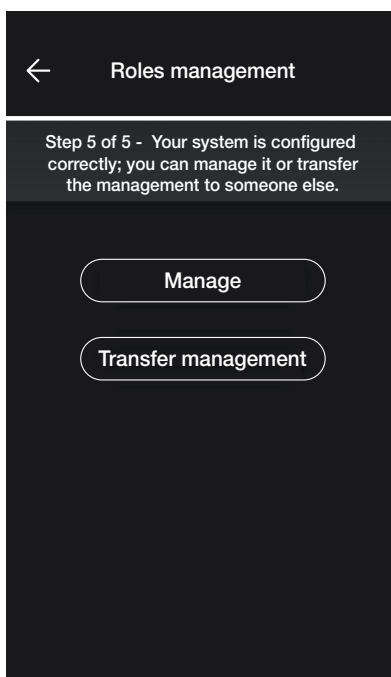 Roles management
Step 5 of 5 - Your system is configured
correctly; you can manage it or transfer
the management to someone else.
Manage
Transfer management